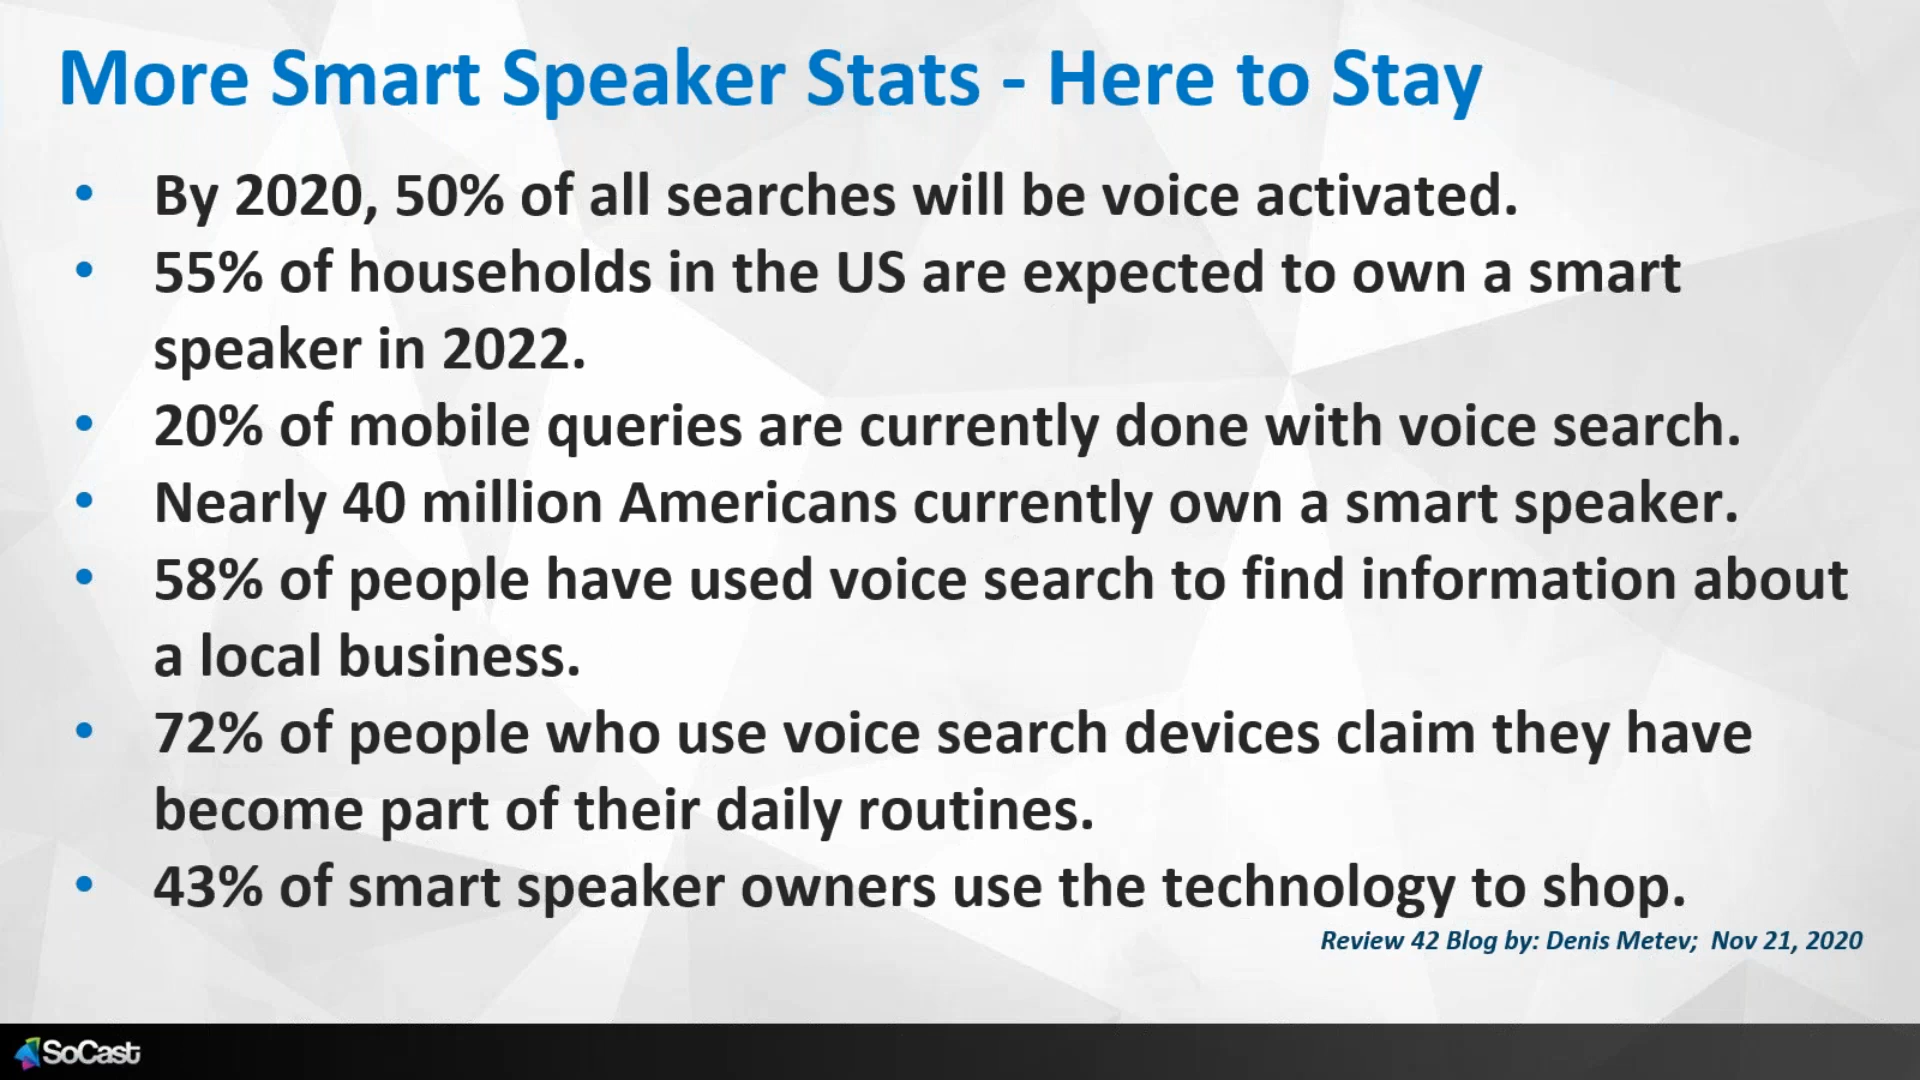 More Smart Speaker Stats - Here to Stay
• By 2020, 50% of all searches will be voice activated.
• 55% of households in the US are expected to own a smart
speaker in 2022.
• 20% of mobile queries are currently done with voice search.
• Nearly 40 million Americans currently own a smart speaker.
• 58% of people have used voice search to find information about
a local business.
• 72% of people who use voice search devices claim they have
become part of their daily routines.
• 43% of smart speaker owners use the technology to shop.
Review 42 Blog by: Denis Metev; Nov 21, 2020
SoCast